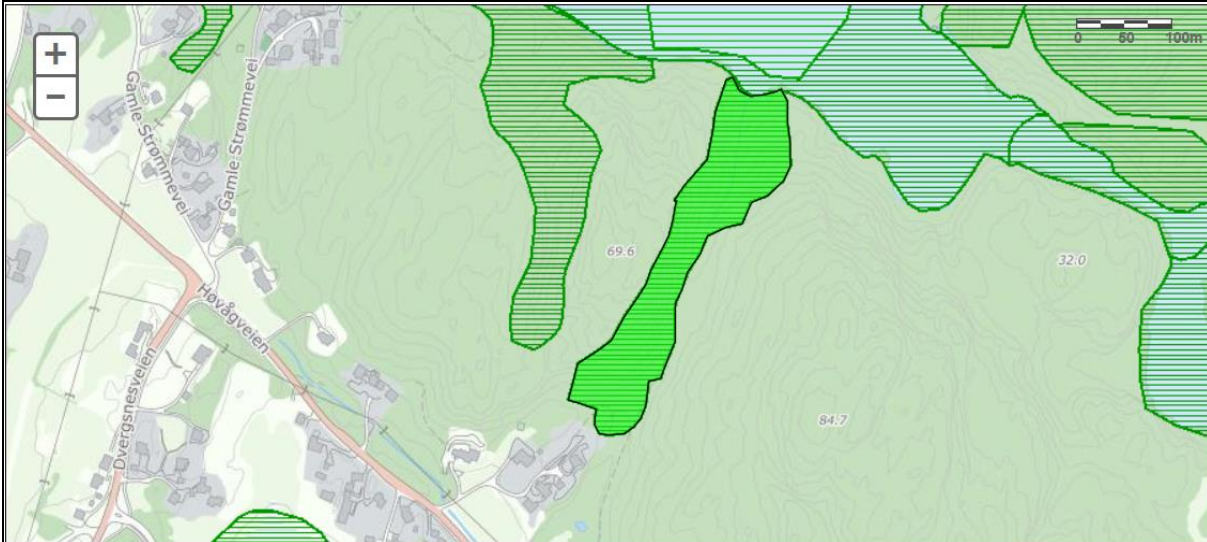 +
−
0 50 100m
Gamle Strømmevei
Gamle Strømmevei
69.6
32.0
Høvågveien
Dvergsnesveien
84.7